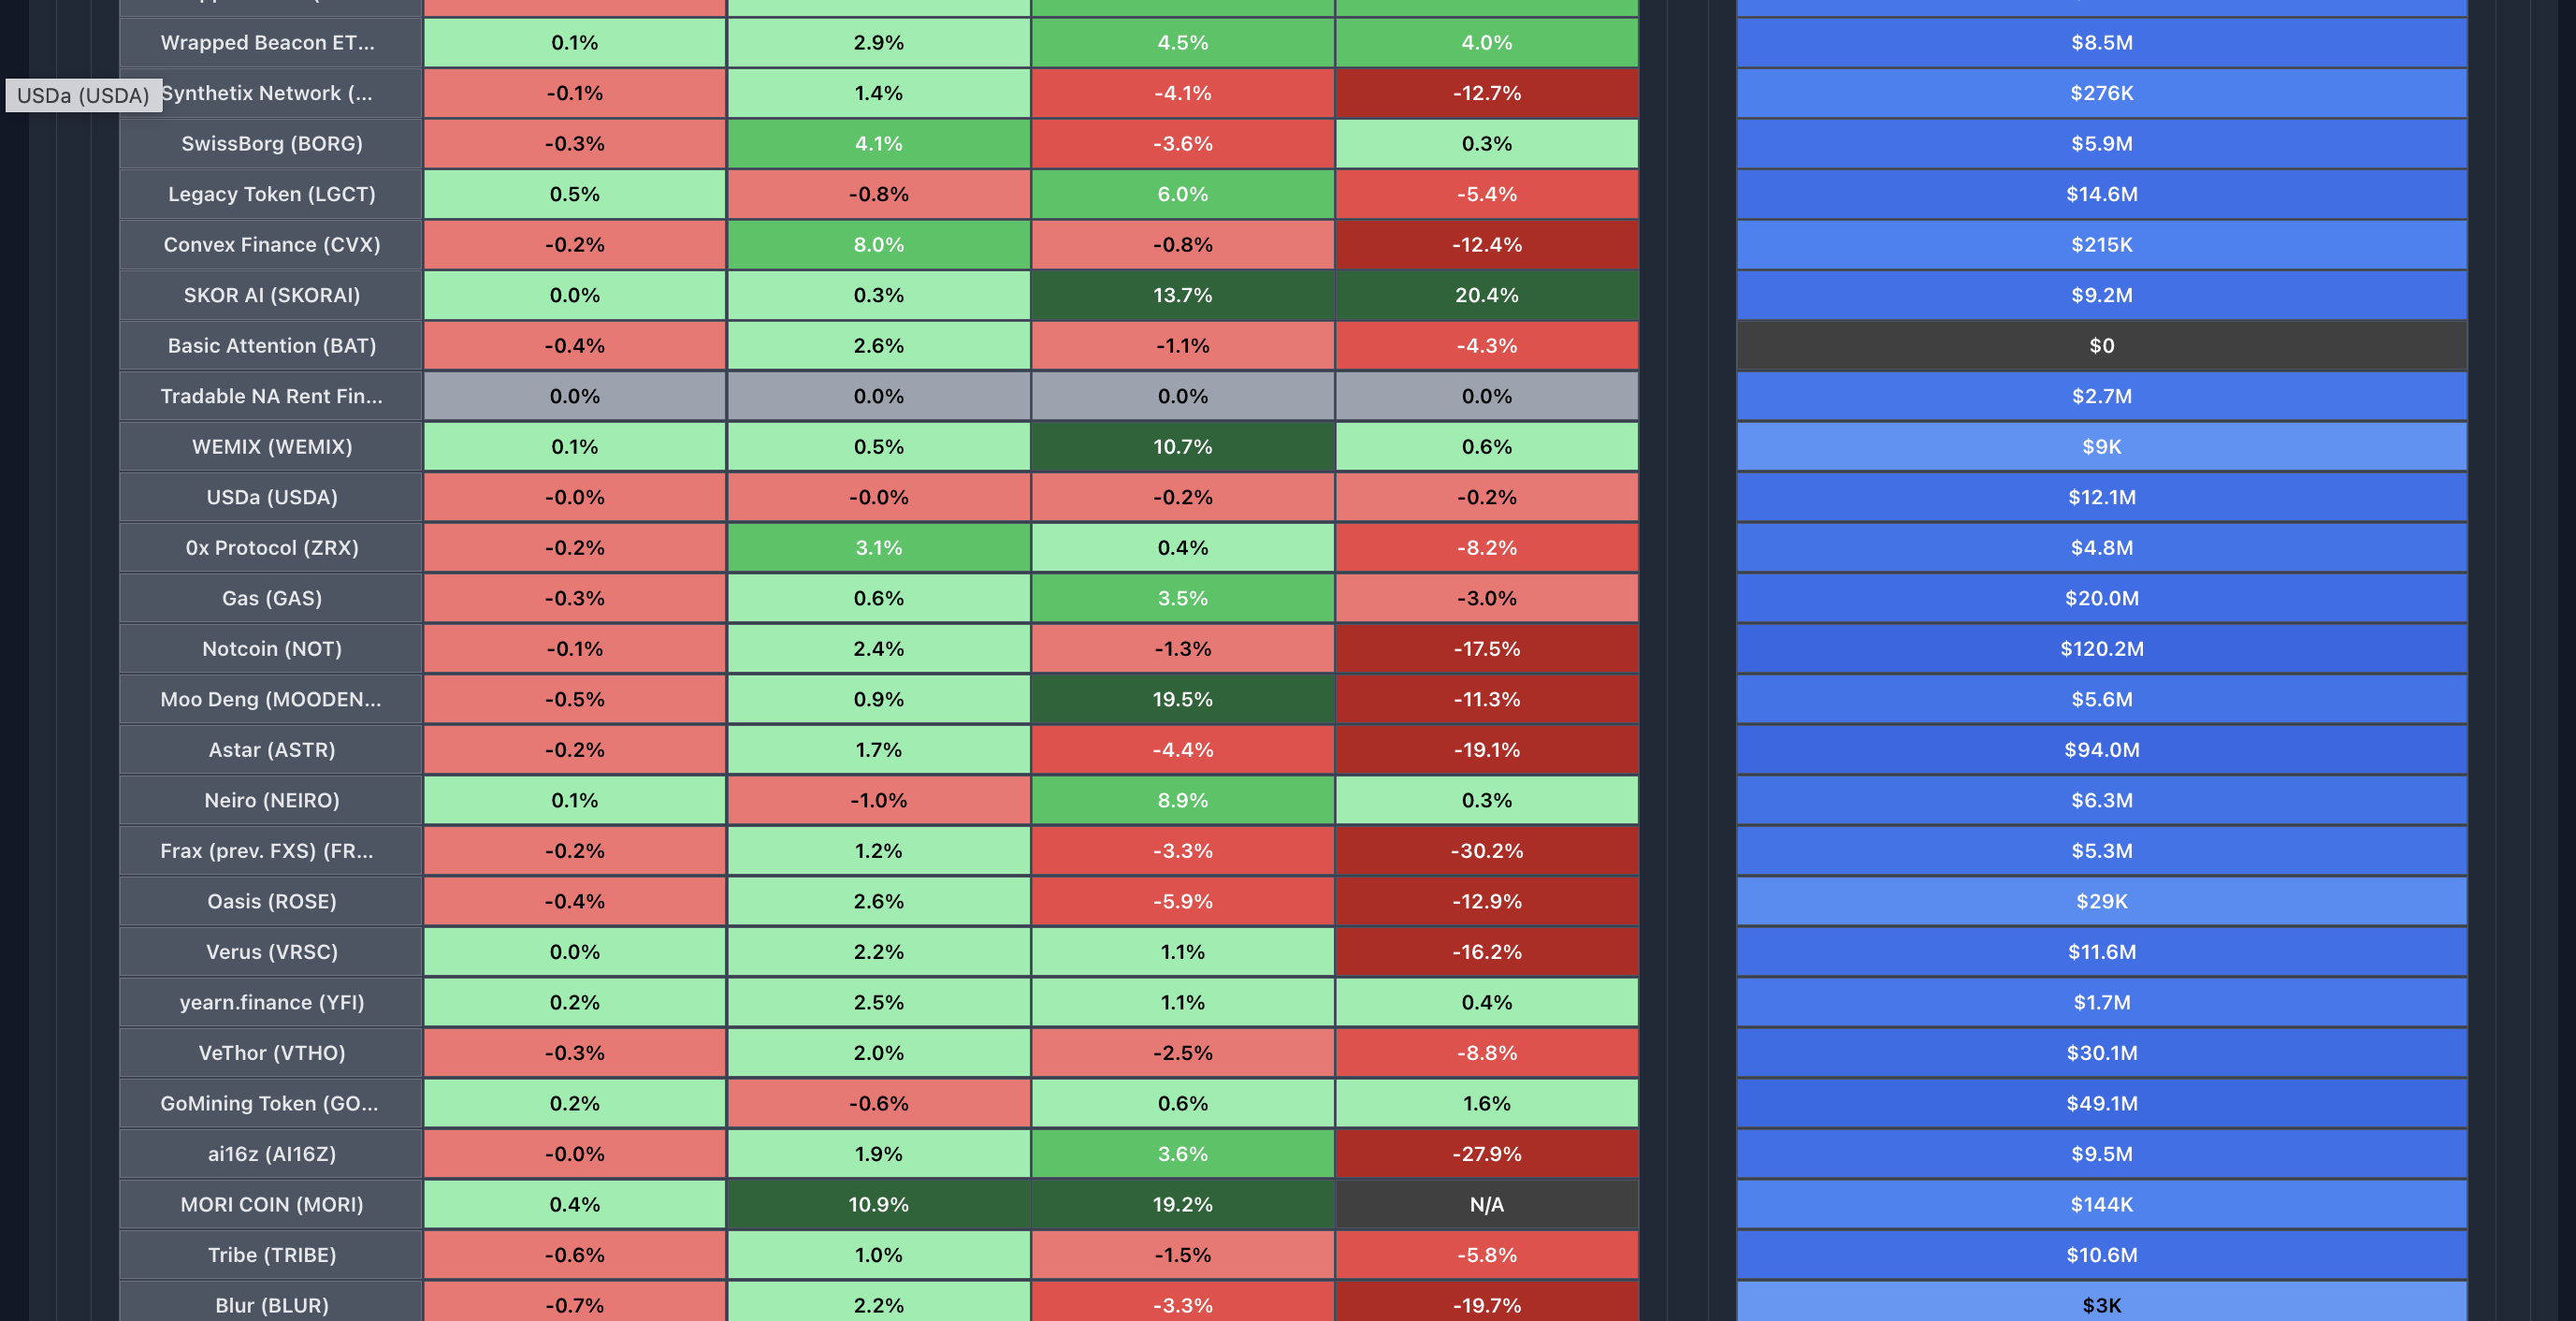 Wrapped Beacon ET... 0.1% 2.9% 4.5% 4.0% $8.5M
USDa (USDA)
Synthetix Network (... -0.1% 1.4% -4.1% -12.7% $276K
SwissBorg (BORG) -0.3% 4.1% -3.6% 0.3% $5.9M
Legacy Token (LGCT) 0.5% -0.8% 6.0% -5.4% $14.6M
Convex Finance (CVX) -0.2% 8.0% -0.8% -12.4% $215K
SKOR AI (SKORAI) 0.0% 0.3% 13.7% 20.4% $9.2M
Basic Attention (BAT) -0.4% 2.6% -1.1% -4.3% $0
Tradable NA Rent Fin... 0.0% 0.0% 0.0% 0.0% $2.7M
WEMIX (WEMIX) 0.1% 0.5% 10.7% 0.6% $9K
USDa (USDA) -0.0% -0.0% -0.2% -0.2% $12.1M
0x Protocol (ZRX) -0.2% 3.1% 0.4% -8.2% $4.8M
Gas (GAS) -0.3% 0.6% 3.5% -3.0% $20.0M
Notcoin (NOT) -0.1% 2.4% -1.3% -17.5% $120.2M
Moo Deng (MOODEN... -0.5% 0.9% 19.5% -11.3% $5.6M
Astar (ASTR) -0.2% 1.7% -4.4% -19.1% $94.0M
Neiro (NEIRO) 0.1% -1.0% 8.9% 0.3% $6.3M
Frax (prev. FXS) (FR... -0.2% 1.2% -3.3% -30.2% $5.3M
Oasis (ROSE) -0.4% 2.6% -5.9% -12.9% $29K
Verus (VRSC) 0.0% 2.2% 1.1% -16.2% $11.6M
yearn.finance (YFI) 0.2% 2.5% 1.1% 0.4% $1.7M
VeThor (VTHO) -0.3% 2.0% -2.5% -8.8% $30.1M
GoMining Token (GO... 0.2% -0.6% 0.6% 1.6% $49.1M
ai16z (AI16Z) -0.0% 1.9% 3.6% -27.9% $9.5M
MORI COIN (MORI) 0.4% 10.9% 19.2% N/A $144K
Tribe (TRIBE) -0.6% 1.0% -1.5% -5.8% $10.6M
Blur (BLUR) -0.7% 2.2% -3.3% -19.7% $3K